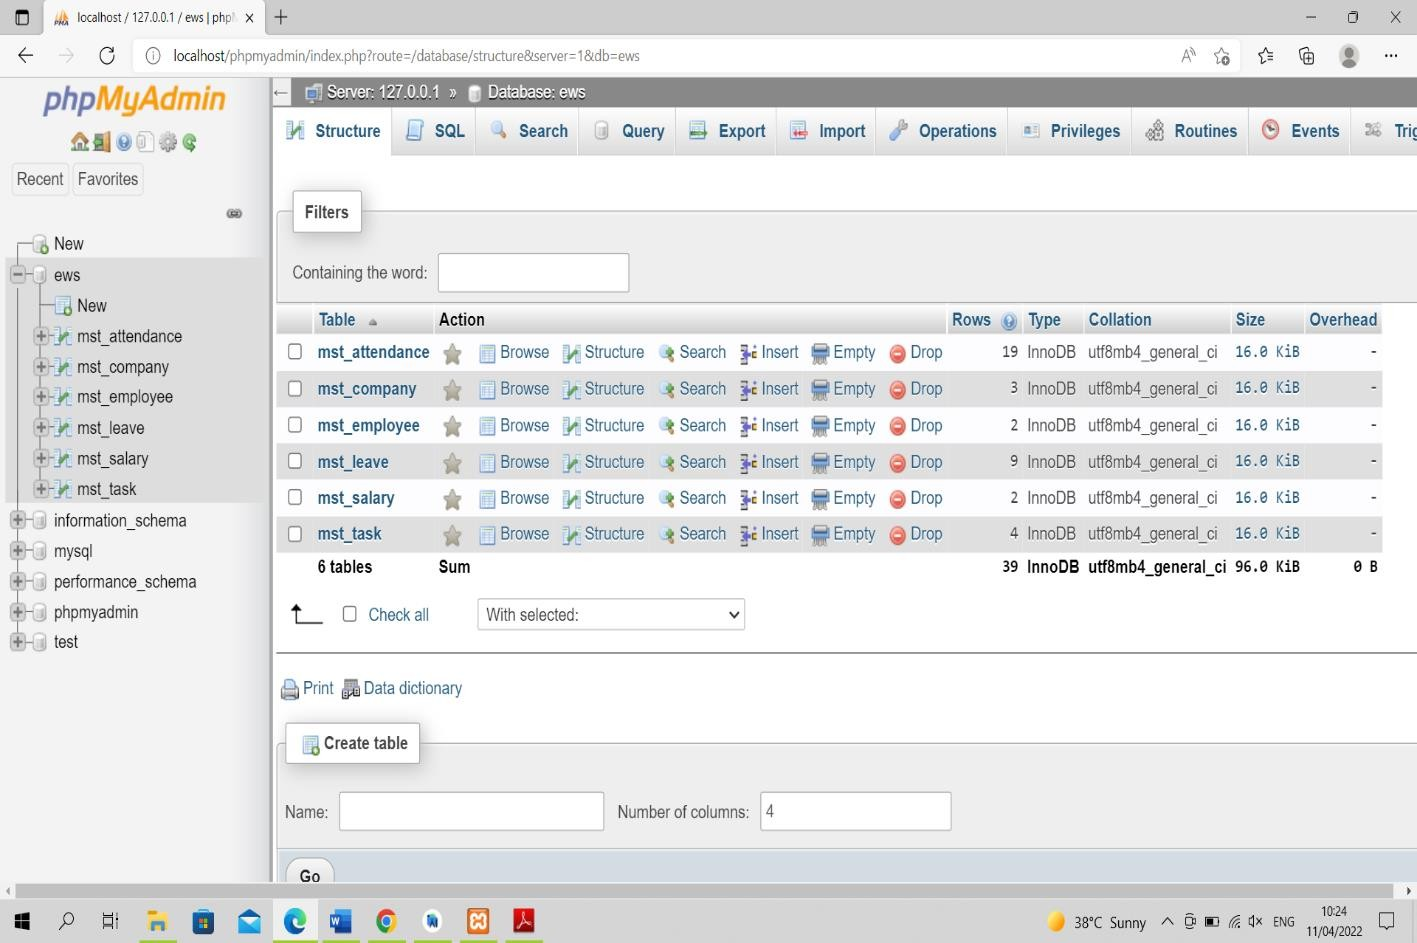 localhost / 127.0.0.1 / ews | php
localhost/phpmyadmin/index.php?route=/database/structure&server=1&db=ews
phpMyAdmin
Recent Favorites
New
ews
New
mst_attendance
mst_company
mst_employee
mst_leave
mst_salary
mst_task
information_schema
mysql
performance_schema
phpmyadmin
test
Server: 127.0.0.1 » Database: ews
Structure SQL Search Query Export Import Operations Privileges Routines Events Trig
Filters
Containing the word:
Table Action Rows Type Collation Size Overhead
mst_attendance Browse Structure Search Insert Empty Drop 19 InnoDB utf8mb4_general_ci 16.0 KiB -
mst_company Browse Structure Search Insert Empty Drop 3 InnoDB utf8mb4_general_ci 16.0 KiB -
mst_employee Browse Structure Search Insert Empty Drop 2 InnoDB utf8mb4_general_ci 16.0 KiB -
mst_leave Browse Structure Search Insert Empty Drop 9 InnoDB utf8mb4_general_ci 16.0 KiB -
mst_salary Browse Structure Search Insert Empty Drop 2 InnoDB utf8mb4_general_ci 16.0 KiB -
mst_task Browse Structure Search Insert Empty Drop 4 InnoDB utf8mb4_general_ci 16.0 KiB -
6 tables Sum 39 InnoDB utf8mb4_general_ci 96.0 KiB 0 B
Check all With selected:
Print Data dictionary
Create table
Name: Number of columns: 4
Go
38°C Sunny ENG 10:24
11/04/2022